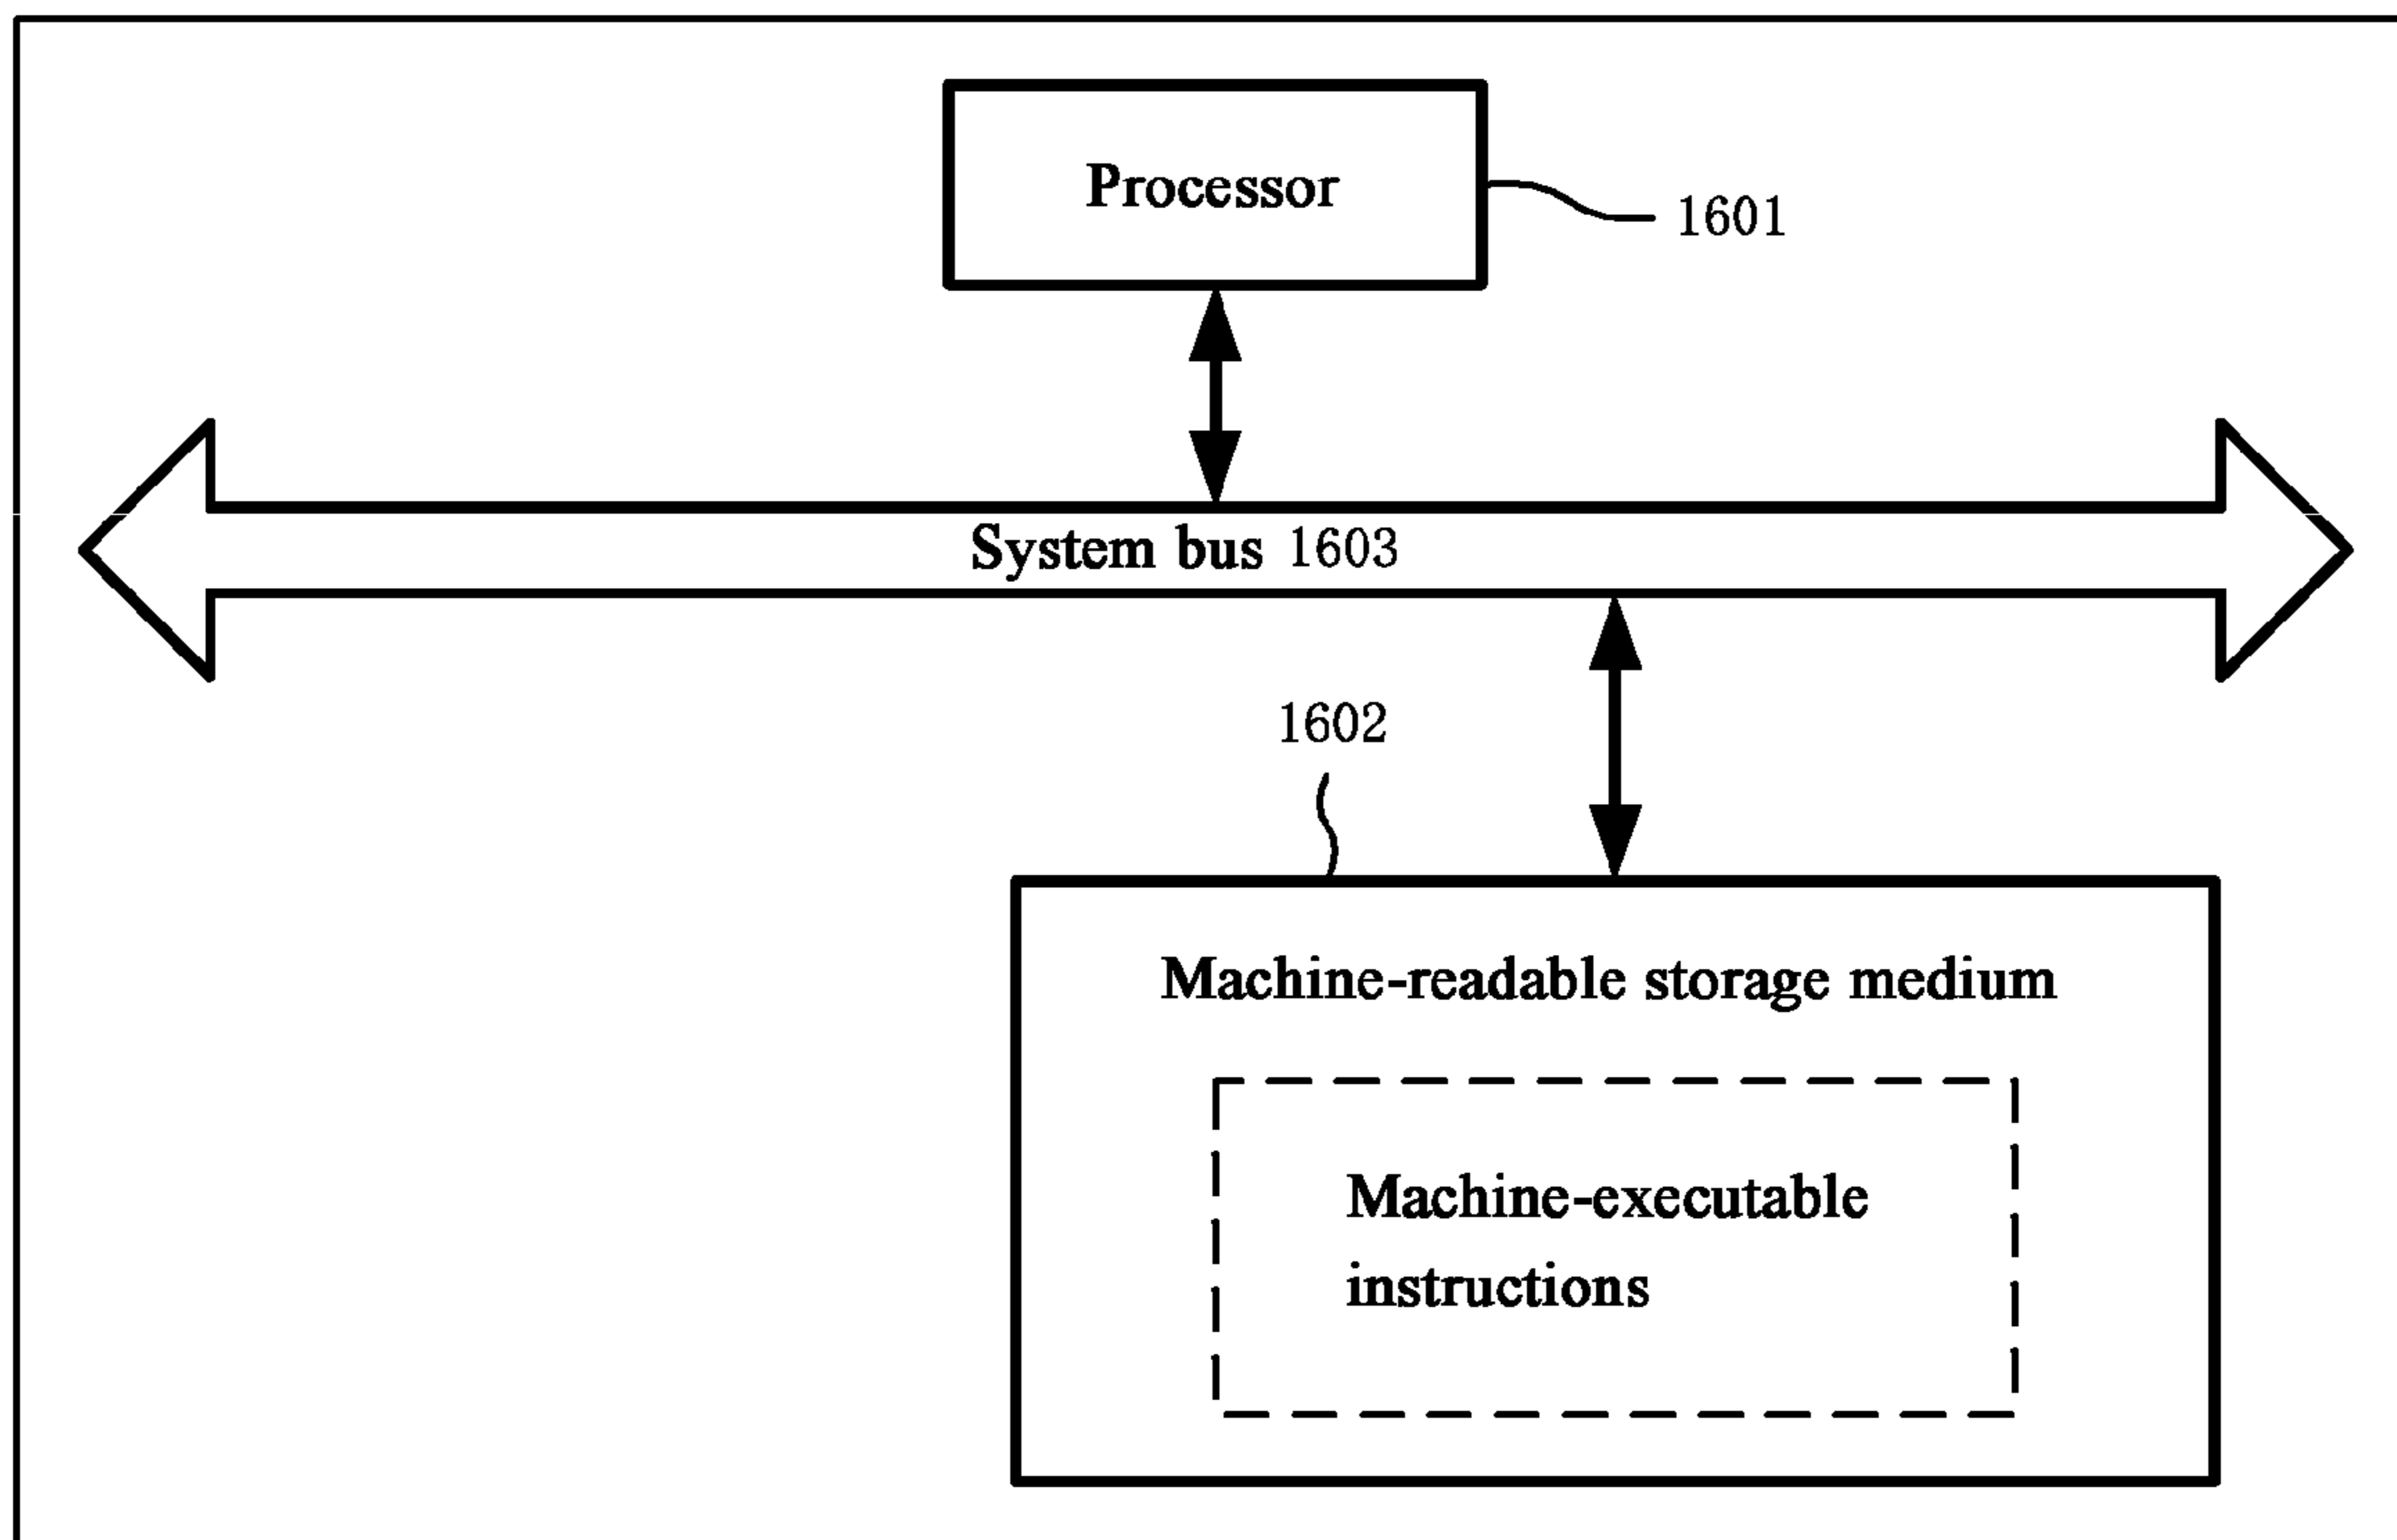 Processor
1601
System bus 1603
1602
Machine-readable storage medium
Machine-executable
instructions